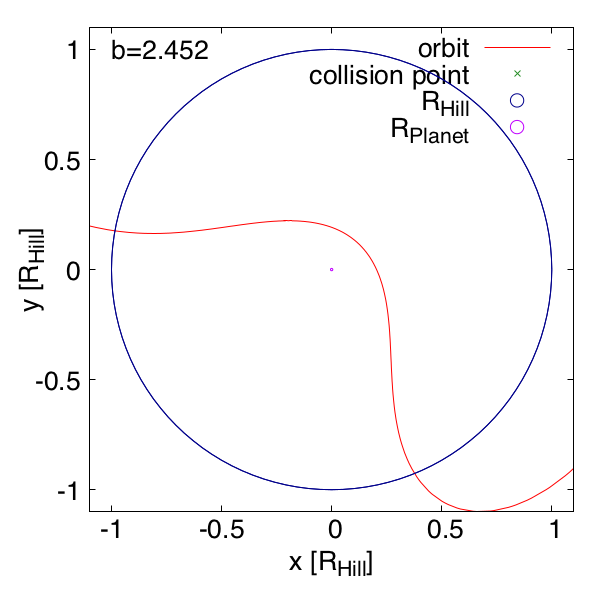 b=2.452
orbit
collision point
R_Hill
R_Planet
1
0.5
0
-0.5
-1
y [R_Hill]
-1
-0.5
0
0.5
1
x [R_Hill]